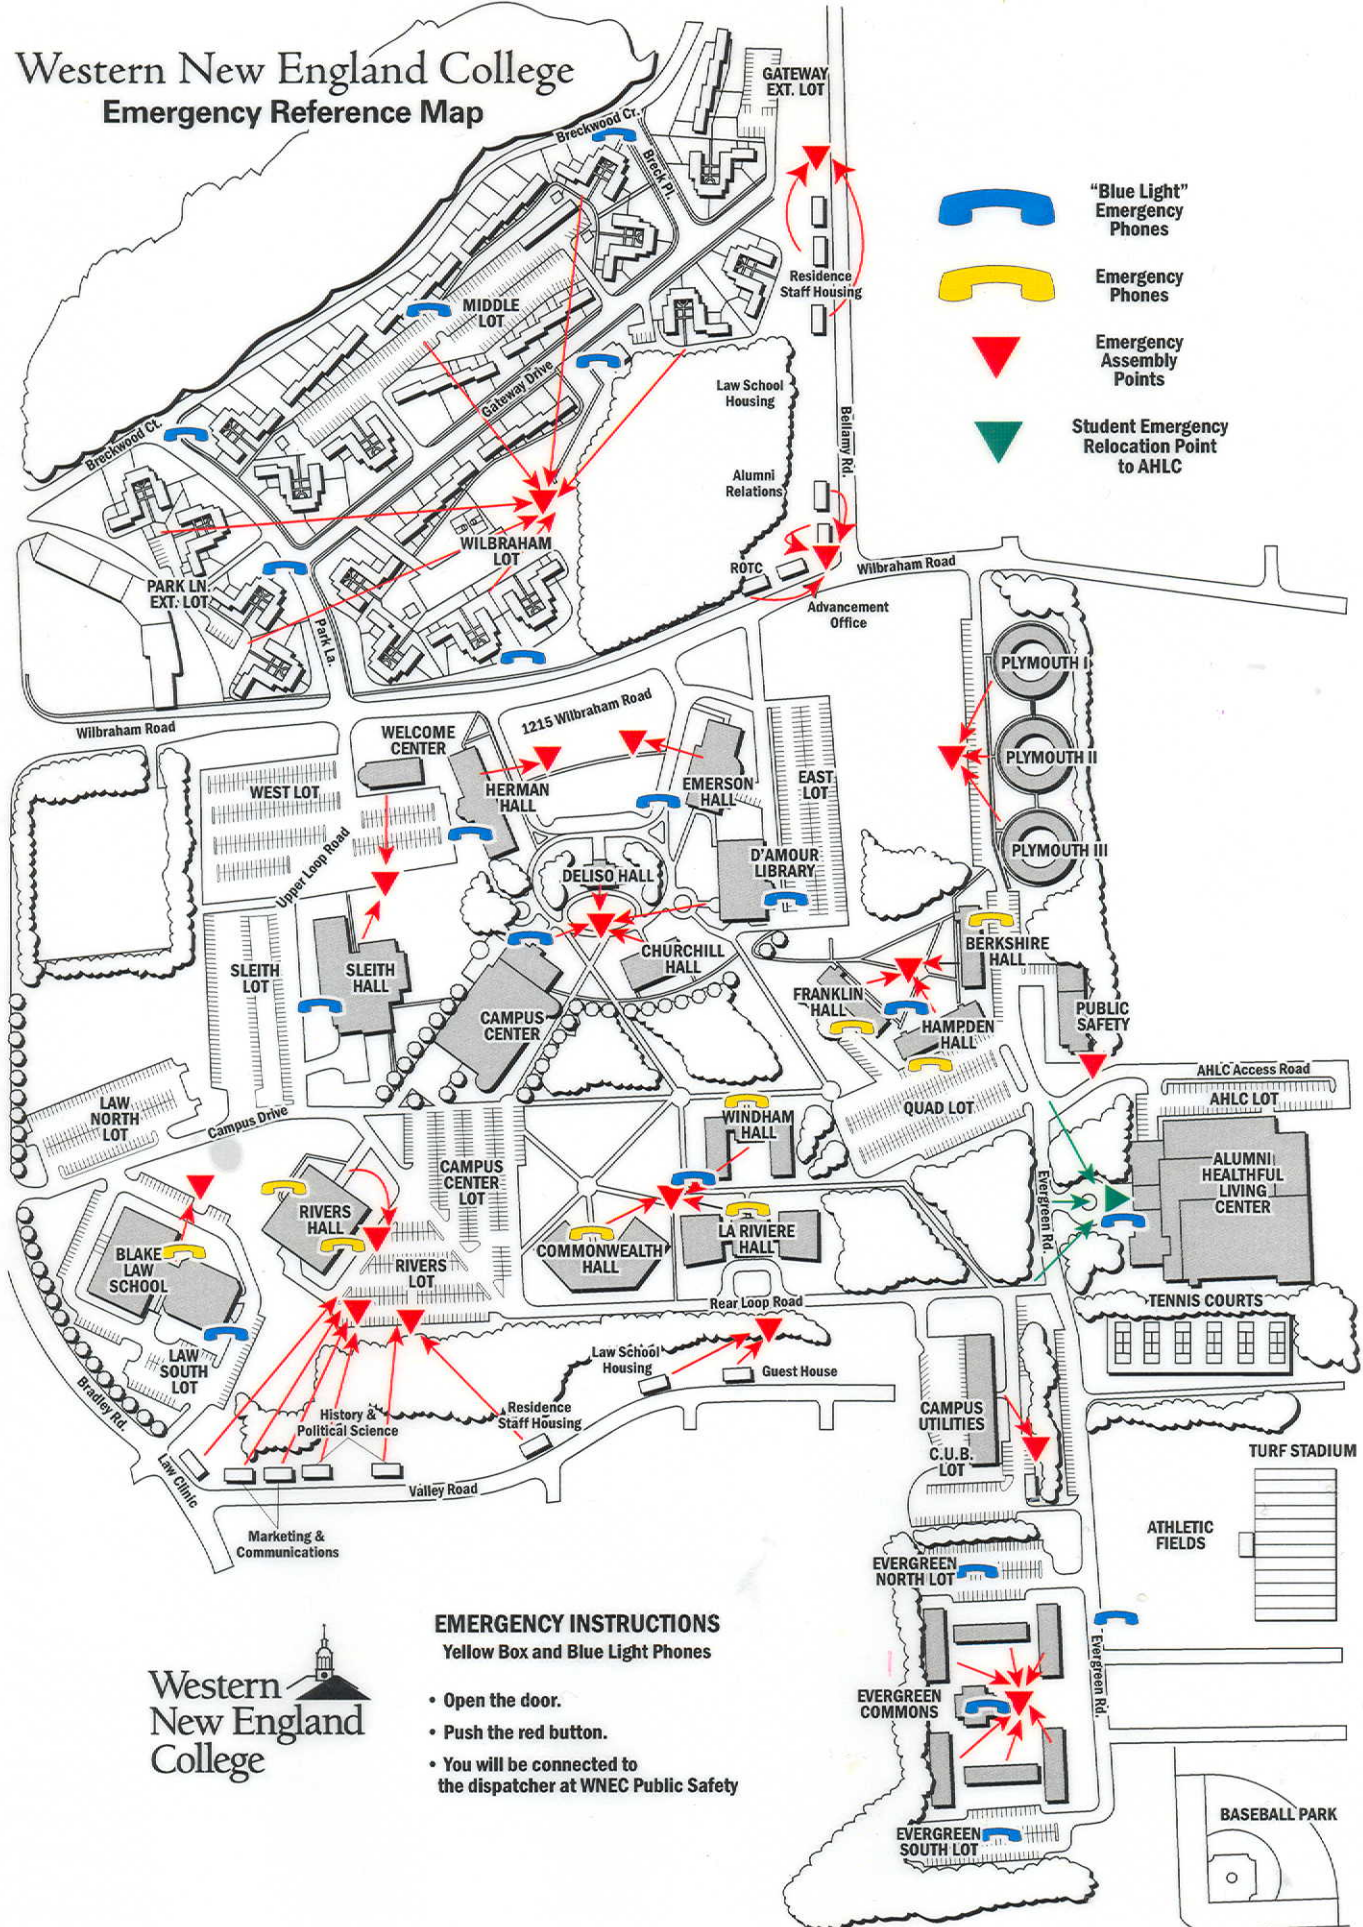 Western New England College
Emergency Reference Map
GATEWAY
EXT. LOT
Breckwood Cr.
Breck Pl.
"Blue Light"
Emergency
Phones
Emergency
Phones
Emergency
Assembly
Points
Student Emergency
Relocation Point
to AHLC
Residence
Staff Housing
MIDDLE
LOT
Gateway Drive
Law School
Housing
Bellamy Rd.
Breckwood Ct.
Alumni
Relations
WILBRAHAM
LOT
ROTC
Wilbraham Road
Advancement
Office
PARK LN.
EXT. LOT
Park La.
Wilbraham Road
1215 Wilbraham Road
PLYMOUTH I
PLYMOUTH II
PLYMOUTH III
WELCOME
CENTER
WEST LOT
HERMAN
HALL
EMERSON
HALL
EAST
LOT
Upper Loop Road
DELISO HALL
D'AMOUR
LIBRARY
SLEITH
LOT
SLEITH
HALL
CAMPUS
CENTER
CHURCHILL
HALL
BERKSHIRE
HALL
FRANKLIN
HALL
HAMPDEN
HALL
PUBLIC
SAFETY
AHLC Access Road
AHLC LOT
QUAD LOT
LAW
NORTH
LOT
Campus Drive
WINDHAM
HALL
CAMPUS
CENTER
LOT
ALUMNI
HEALTHFUL
LIVING
CENTER
Evergreen Rd.
RIVERS
HALL
BLAKE
LAW
SCHOOL
RIVERS
LOT
COMMONWEALTH
HALL
LA RIVIERE
HALL
Rear Loop Road
TENNIS COURTS
LAW
SOUTH
LOT
Law School
Housing
Guest House
Bradley Rd.
History &
Political Science
Residence
Staff Housing
CAMPUS
UTILITIES
C.U.B.
LOT
Law Clinic
Valley Road
Marketing &
Communications
TURF STADIUM
ATHLETIC
FIELDS
EVERGREEN
NORTH LOT
EVERGREEN
COMMONS
Evergreen Rd.
EVERGREEN
SOUTH LOT
BASEBALL PARK
Western
New England
College
EMERGENCY INSTRUCTIONS
Yellow Box and Blue Light Phones
• Open the door.
• Push the red button.
• You will be connected to
the dispatcher at WNEC Public Safety